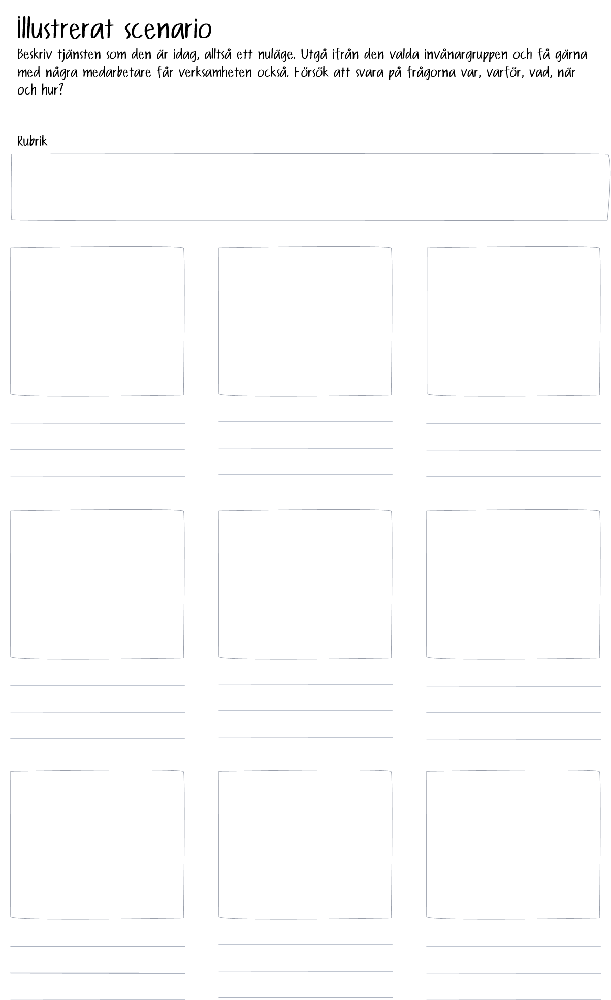 Illustrerat scenario
Beskriv tjänsten som den är idag, alltså ett nuläge. Utgå ifrån den valda invånargruppen och få gärna
med några medarbetare får verksamheten också. Försök att svara på frågorna var, varför, vad, när
och hur?
Rubrik